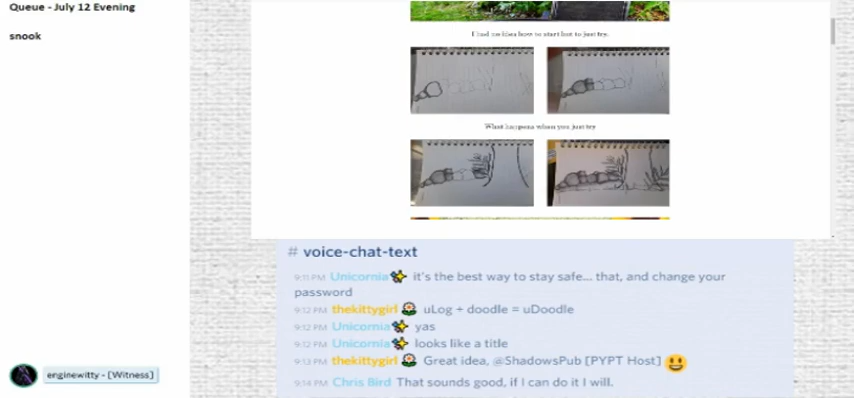 Queue - July 12 Evening
snook
I had no idea how to start but to just try.
What happens when you just try
# voice-chat-text
9:11 PM Unicornia✨ it's the best way to stay safe... that, and change your
password
9:12 PM thekittygirl uLog + doodle = uDoodle
9:12 PM Unicornia✨ yas
9:12 PM Unicornia✨ looks like a title
9:13 PM thekittygirl Great idea, @ShadowsPub [PYPT Host] 😃
9:14 PM Chris Bird That sounds good, if I can do it I will.
enginewitty - [Witness]